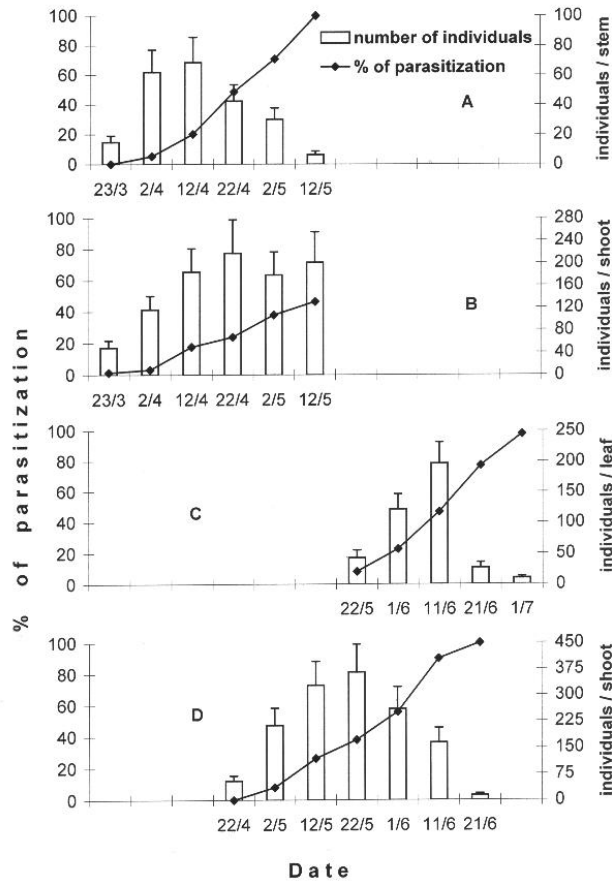 100 80 60 40 20 0
number of individuals
% of parasitization
A
100 80 60 40 20 0
individuals / stem
23/3 2/4 12/4 22/4 2/5 12/5
100 80 60 40 20 0
B
280 240 200 160 120 80 40 0
individuals / shoot
23/3 2/4 12/4 22/4 2/5 12/5
% of parasitization
100 80 60 40 20 0
C
250 200 150 100 50 0
individuals / leaf
22/5 1/6 11/6 21/6 1/7
100 80 60 40 20 0
D
450 375 300 225 150 75 0
individuals / shoot
22/4 2/5 12/5 22/5 1/6 11/6 21/6
Date